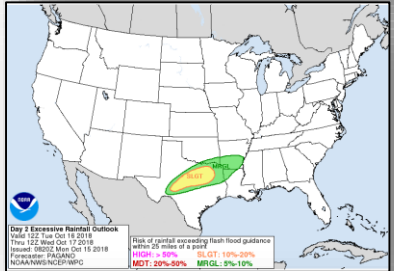 MRGL
SLGT
NOAA
Day 2 Excessive Rainfall Outlook
Valid 12Z Tue Oct 16 2018
Thru 12Z Wed Oct 17 2018
Issued: 0820Z Mon Oct 15 2018
Forecaster: PAGANO
NOAA/NWS/NCEP/WPC
Risk of rainfall exceeding flash flood guidance
within 25 miles of a point
HIGH: > 50% SLGT: 10%-20%
MDT: 20%-50% MRGL: 5%-10%